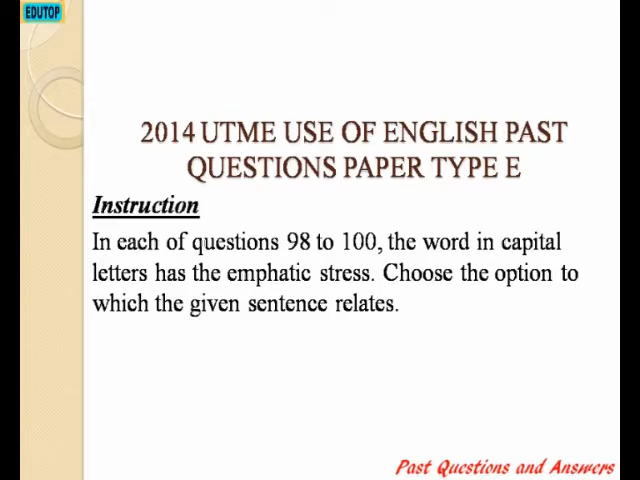 EDUTOP
2014 UTME USE OF ENGLISH PAST
QUESTIONS PAPER TYPE E
Instruction
In each of questions 98 to 100, the word in capital
letters has the emphatic stress. Choose the option to
which the given sentence relates.
Past Questions and Answers